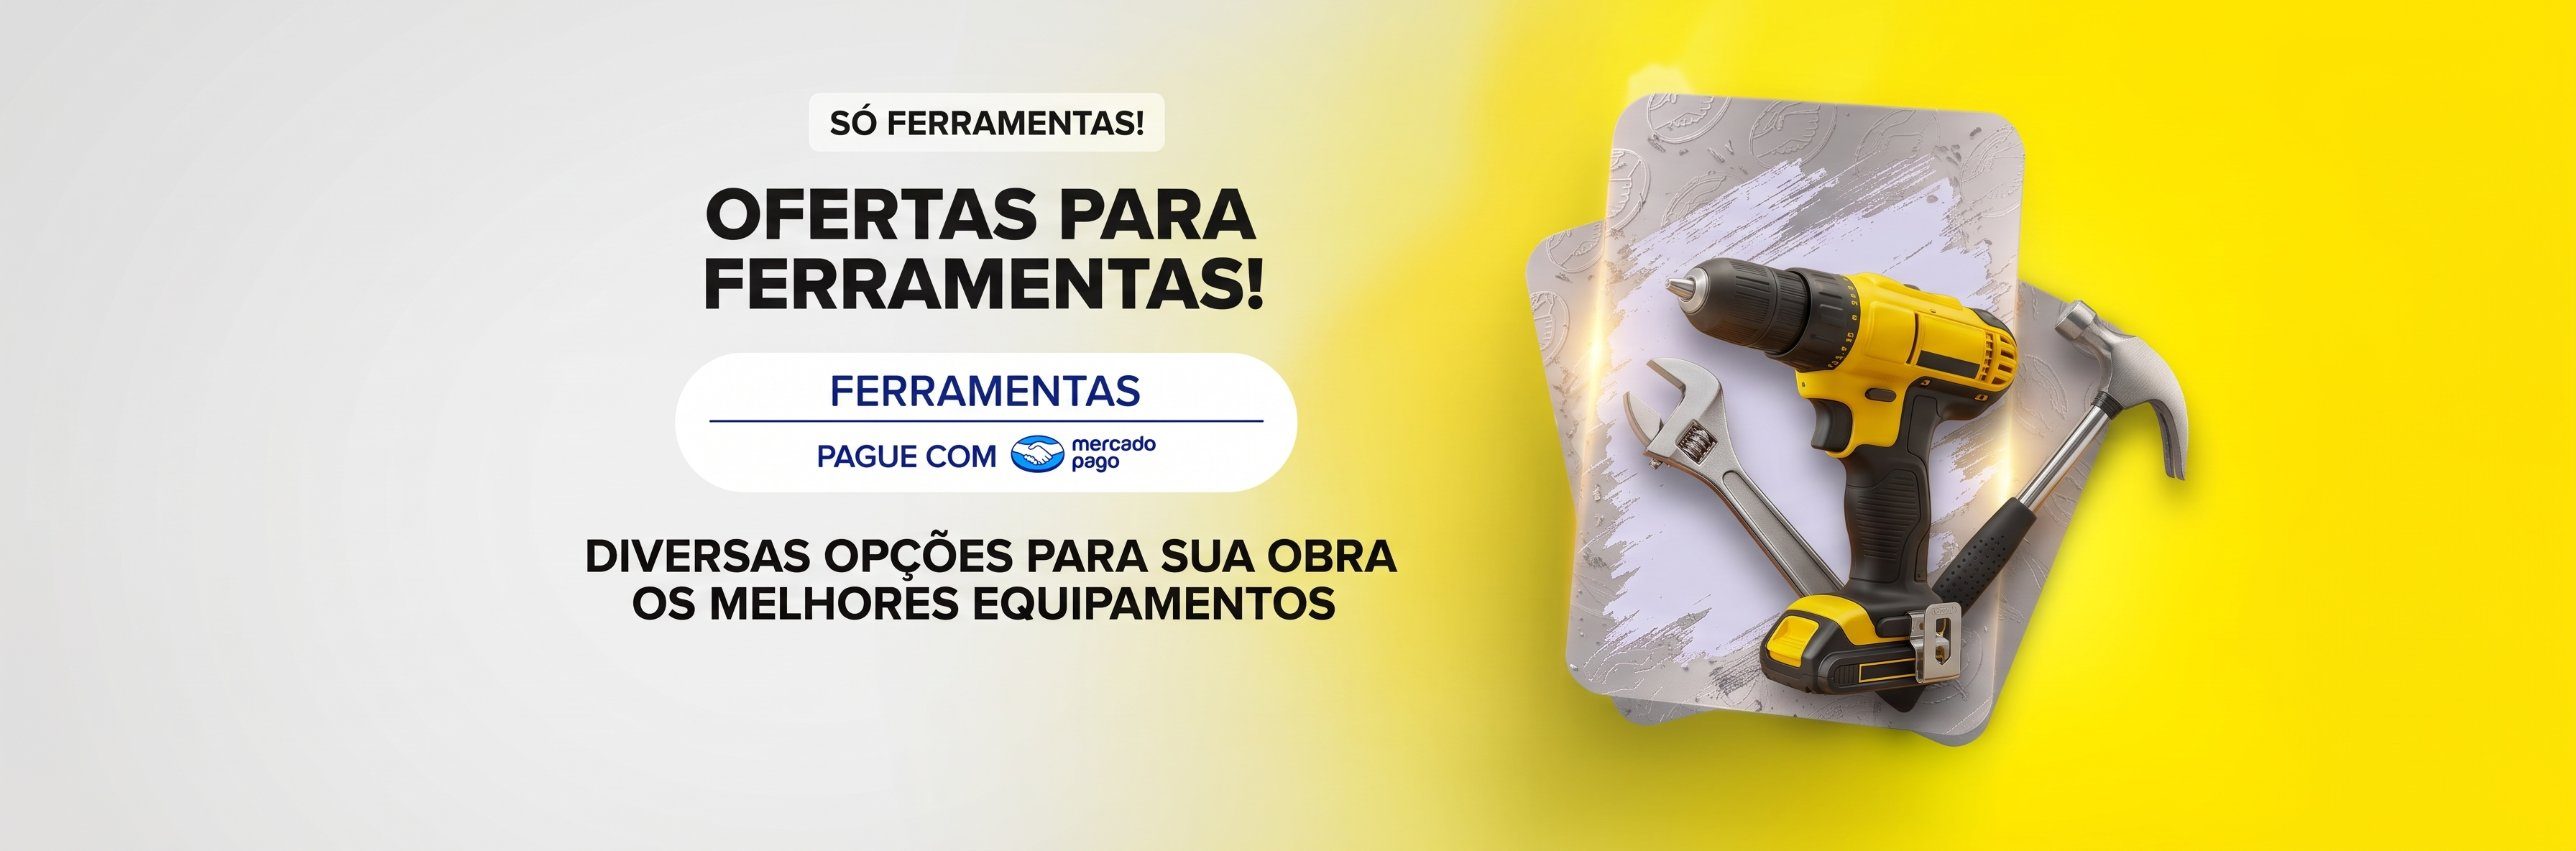 SÓ FERRAMENTAS!
OFERTAS PARA
FERRAMENTAS!
FERRAMENTAS
PAGUE COM mercado
pago
DIVERSAS OPÇÕES PARA SUA OBRA
OS MELHORES EQUIPAMENTOS